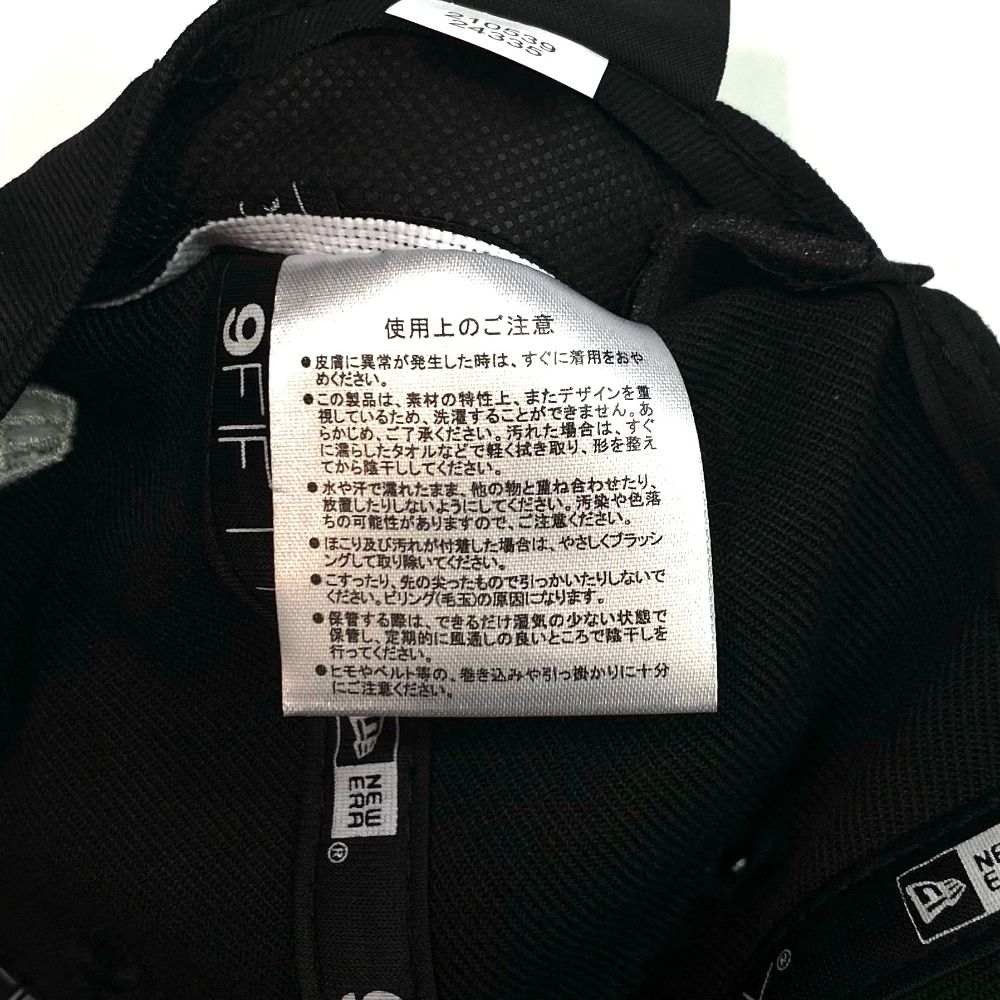 210539
24335
9FIF
使用上のご注意
●皮膚に異常が発生した時は、すぐに着用をおや
めください。
●この製品は、素材の特性上、またデザインを重
視しているため、洗濯することができません。あ
らかじめ、ご了承ください。汚れた場合は、すぐ
に濡らしたタオルなどで軽く拭き取り、形を整え
てから陰干ししてください。
●水や汗で濡れたまま、他の物と重ね合わせたり、
放置したりしないようにしてください。汚染や色落
ちの可能性がありますので、ご注意ください。
●ほこり及び汚れが付着した場合は、やさしくブラッシ
ングして取り除いてください。
●こすったり、先の尖ったもので引っかいたりしないで
ください。ピリング(毛玉)の原因になります。
●保管する際は、できるだけ湿気の少ない状態で
保管し、定期的に風通しの良いところで陰干しを
行ってください。
●ヒモやベルト等の、巻き込みや引っ掛かりに十分
にご注意ください。
NEW
ERA
®
NE
ERA
®
9